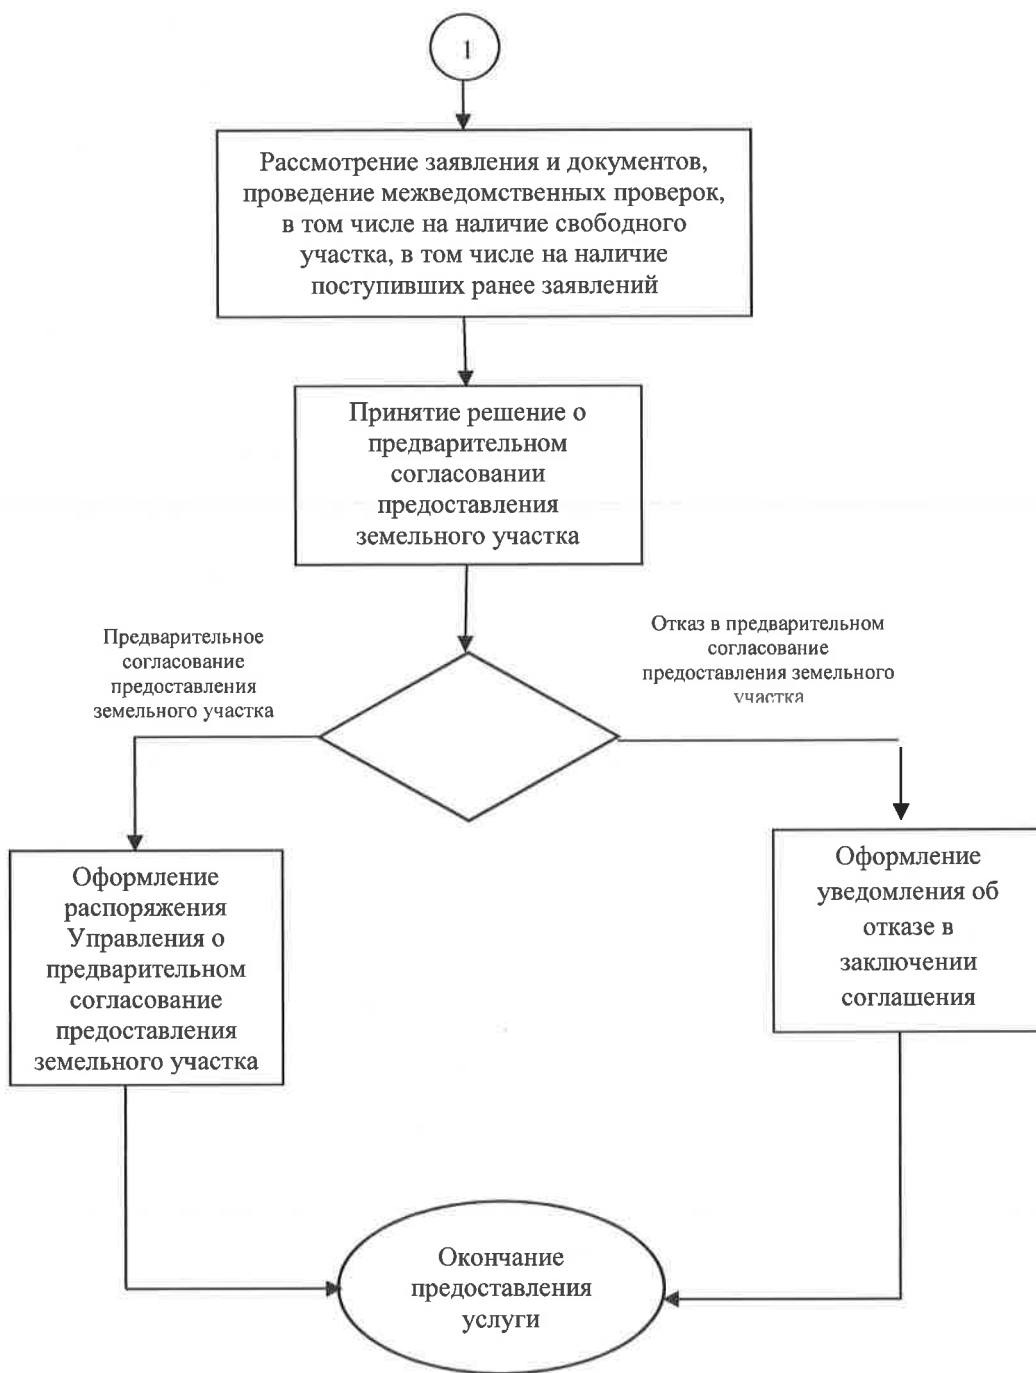 1
Рассмотрение заявления и документов,
проведение межведомственных проверок,
в том числе на наличие свободного
участка, в том числе на наличие
поступивших ранее заявлений
Принятие решение о
предварительном
согласовании
предоставления
земельного участка
Предварительное
согласование
предоставления
земельного участка
Отказ в предварительном
согласование
предоставления земельного
участка
Оформление
распоряжения
Управления о
предварительном
согласование
предоставления
земельного участка
Оформление
уведомления об
отказе в
заключении
соглашения
Окончание
предоставления
услуги